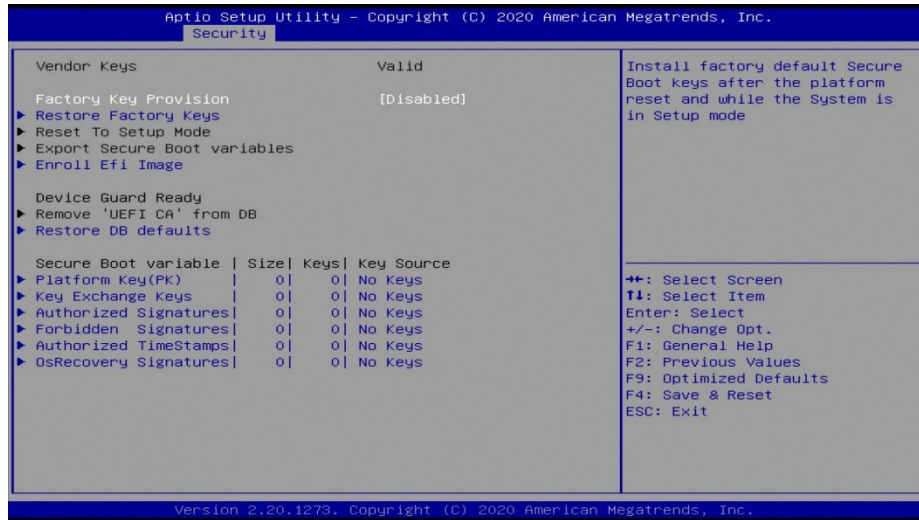 Aptio Setup Utility – Copyright (C) 2020 American Megatrends, Inc.
Security
Vendor Keys Valid
Factory Key Provision [Disabled]
Restore Factory Keys
Reset To Setup Mode
Export Secure Boot variables
Enroll Efi Image
Device Guard Ready
Remove 'UEFI CA' from DB
Restore DB defaults
Secure Boot variable | Size| Keys| Key Source
Platform Key(PK) | 0| 0| No Keys
Key Exchange Keys | 0| 0| No Keys
Authorized Signatures| 0| 0| No Keys
Forbidden Signatures| 0| 0| No Keys
Authorized TimeStamps| 0| 0| No Keys
OsRecovery Signatures| 0| 0| No Keys
Install factory default Secure
Boot keys after the platform
reset and while the System is
in Setup mode
→←: Select Screen
↑↓: Select Item
Enter: Select
+/-: Change Opt.
F1: General Help
F2: Previous Values
F9: Optimized Defaults
F4: Save & Reset
ESC: Exit
Version 2.20.1273. Copyright (C) 2020 American Megatrends, Inc.